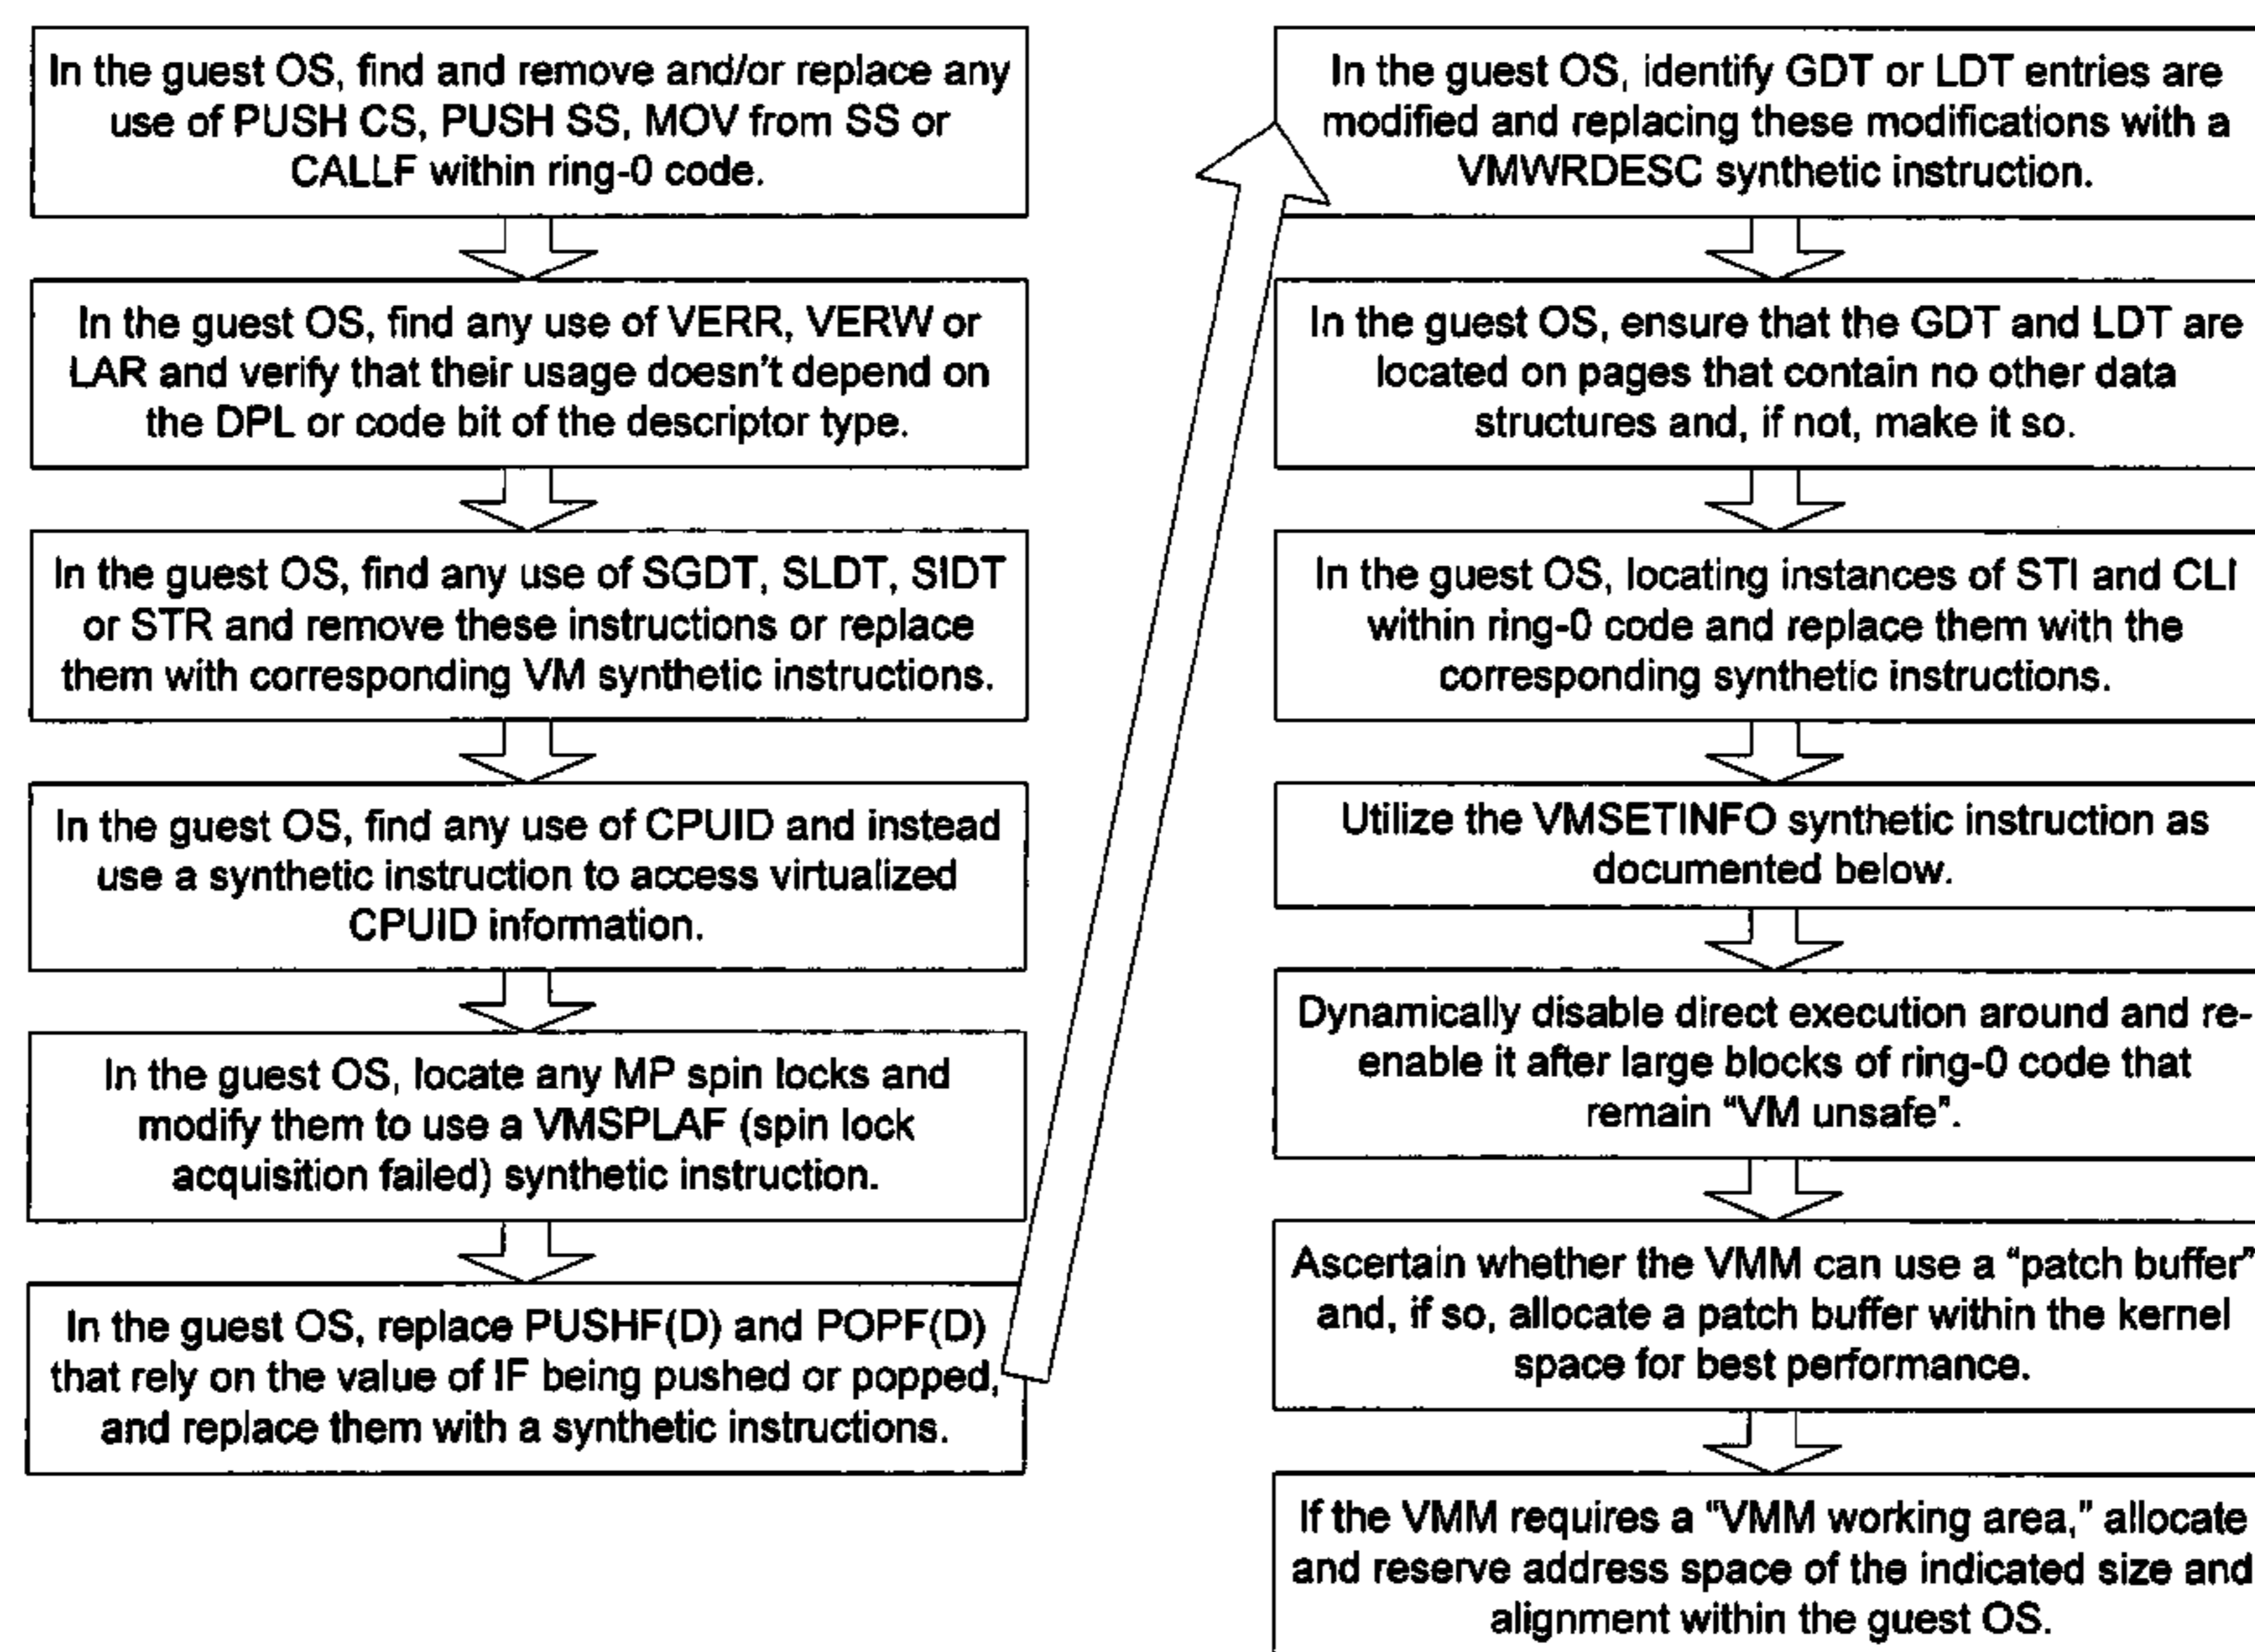 In the guest OS, find and remove and/or replace any
use of PUSH CS, PUSH SS, MOV from SS or
CALLF within ring-0 code.
In the guest OS, find any use of VERR, VERW or
LAR and verify that their usage doesn't depend on
the DPL or code bit of the descriptor type.
In the guest OS, find any use of SGDT, SLDT, SIDT
or STR and remove these instructions or replace
them with corresponding VM synthetic instructions.
In the guest OS, find any use of CPUID and instead
use a synthetic instruction to access virtualized
CPUID information.
In the guest OS, locate any MP spin locks and
modify them to use a VMSPLAF (spin lock
acquisition failed) synthetic instruction.
In the guest OS, replace PUSHF(D) and POPF(D)
that rely on the value of IF being pushed or popped,
and replace them with a synthetic instructions.
In the guest OS, identify GDT or LDT entries are
modified and replacing these modifications with a
VMWRDESC synthetic instruction.
In the guest OS, ensure that the GDT and LDT are
located on pages that contain no other data
structures and, if not, make it so.
In the guest OS, locating instances of STI and CLI
within ring-0 code and replace them with the
corresponding synthetic instructions.
Utilize the VMSETINFO synthetic instruction as
documented below.
Dynamically disable direct execution around and re-
enable it after large blocks of ring-0 code that
remain "VM unsafe".
Ascertain whether the VMM can use a "patch buffer"
and, if so, allocate a patch buffer within the kernel
space for best performance.
If the VMM requires a "VMM working area," allocate
and reserve address space of the indicated size and
alignment within the guest OS.